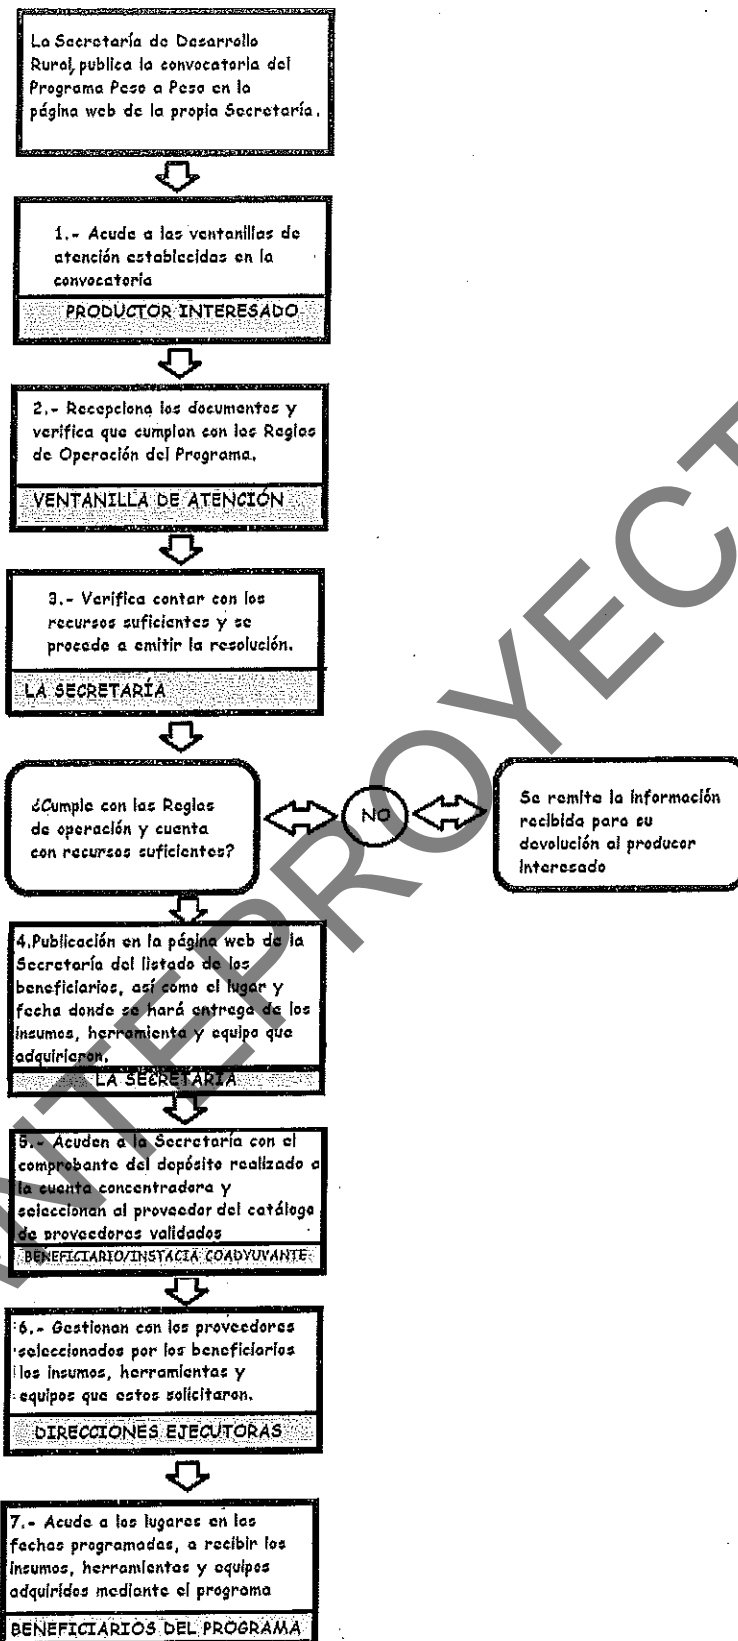 La Secretaría de Desarrollo
Rural, publica la convocatoria del
Programa Peso a Peso en la
página web de la propia Secretaría.
1.- Acude a las ventanillas de
atención establecidas en la
convocatoria
PRODUCTOR INTERESADO
2.- Recepciona los documentos y
verifica que cumplan con las Reglas
de Operación del Programa.
VENTANILLA DE ATENCIÓN
3.- Verifica contar con los
recursos suficientes y se
procede a emitir la resolución.
LA SECRETARÍA
¿Cumple con las Reglas
de operación y cuenta
con recursos suficientes?
NO
Se remite la información
recibida para su
devolución al producor
interesado
4.Publicación en la página web de la
Secretaría del listado de los
beneficiarios, así como el lugar y
fecha donde se hará entrega de los
insumos, herramienta y equipo que
adquirieron.
LA SECRETARÍA
5.- Acuden a la Secretaría con el
comprobante del depósito realizado a
la cuenta concentradora y
seleccionan al proveedor del catálogo
de proveedores validados
BENEFICIARIO/INSTACIA COADYUVANTE
6.- Gestionan con los proveedores
seleccionados por los beneficiarios
los insumos, herramientas y
equipos que estos solicitaron.
DIRECCIONES EJECUTORAS
7.- Acude a los lugares en las
fechas programadas, a recibir los
insumos, herramientas y equipos
adquiridos mediante el programa
BENEFICIARIOS DEL PROGRAMA
ANTEPROYECT